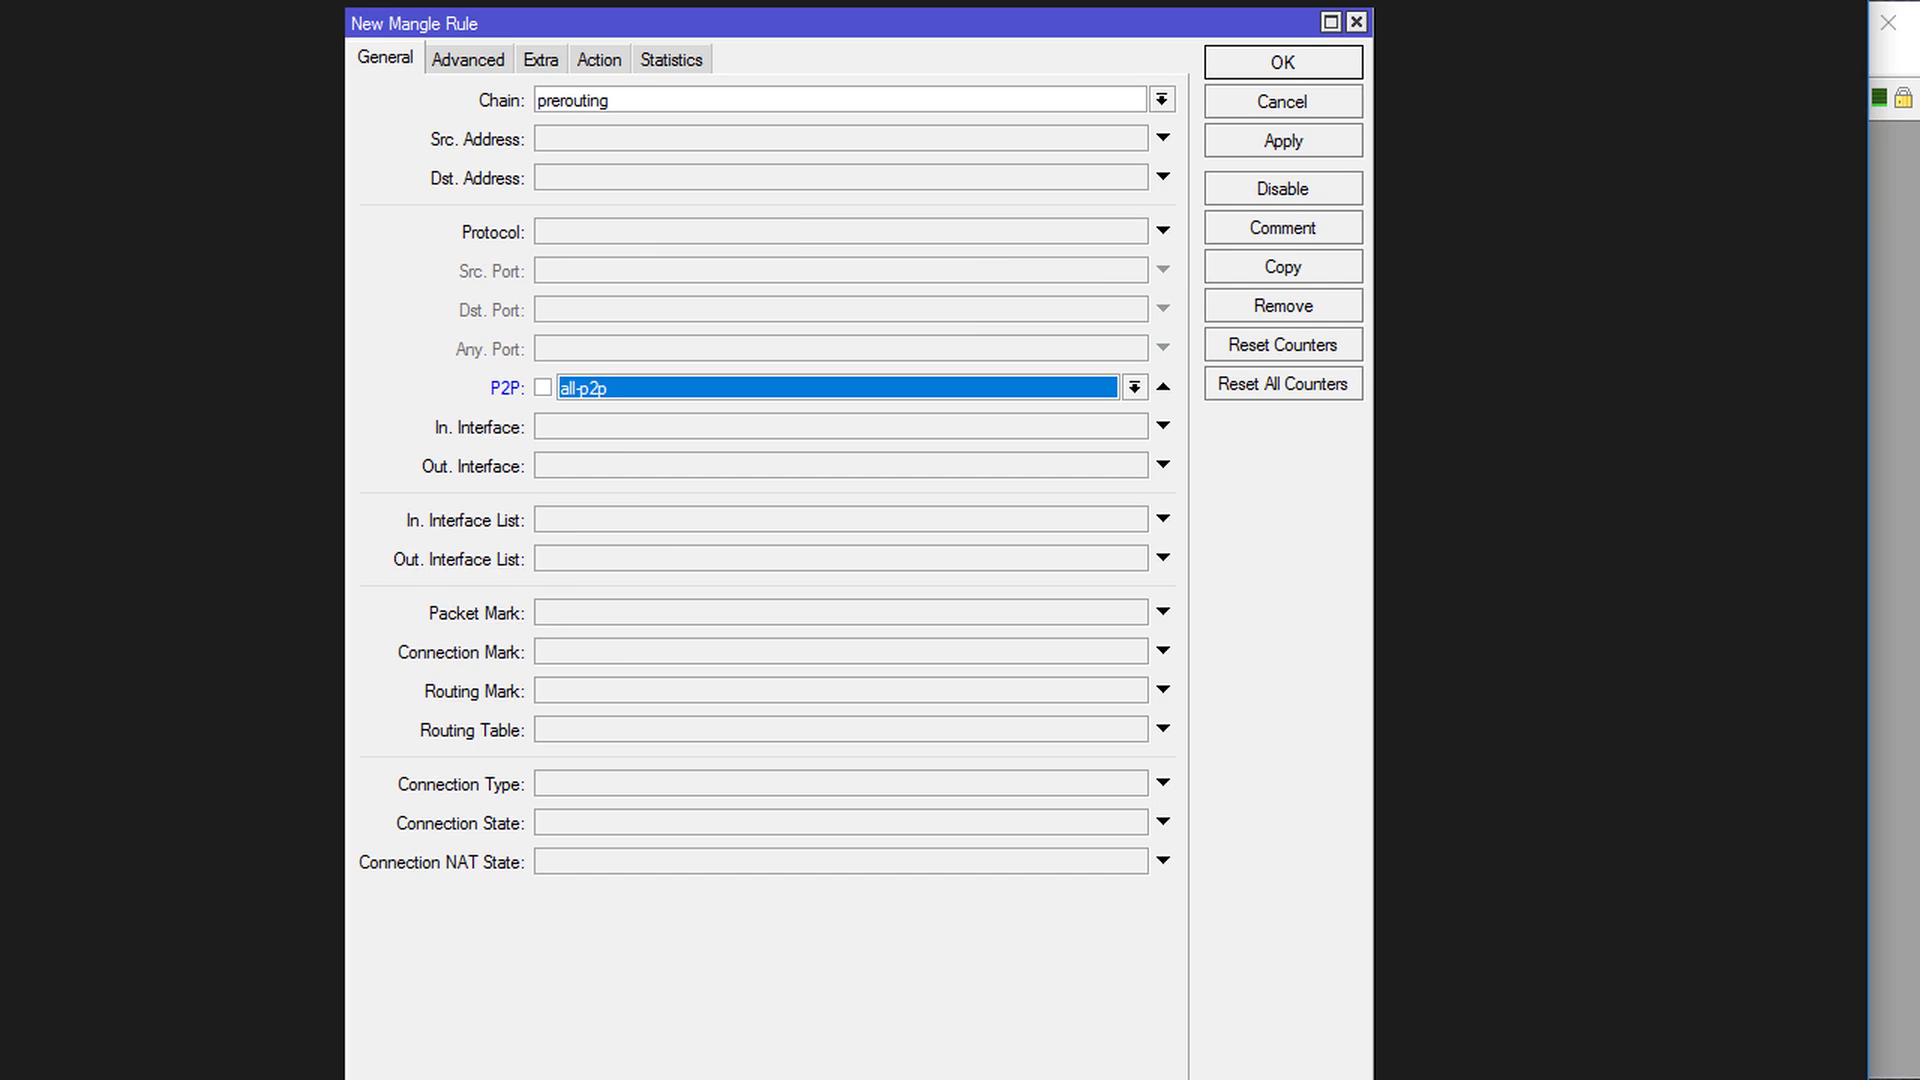 New Mangle Rule
General Advanced Extra Action Statistics
Chain: prerouting
Src. Address:
Dst. Address:
Protocol:
Src. Port:
Dst. Port:
Any. Port:
P2P: all-p2p
In. Interface:
Out. Interface:
In. Interface List:
Out. Interface List:
Packet Mark:
Connection Mark:
Routing Mark:
Routing Table:
Connection Type:
Connection State:
Connection NAT State:
OK
Cancel
Apply
Disable
Comment
Copy
Remove
Reset Counters
Reset All Counters